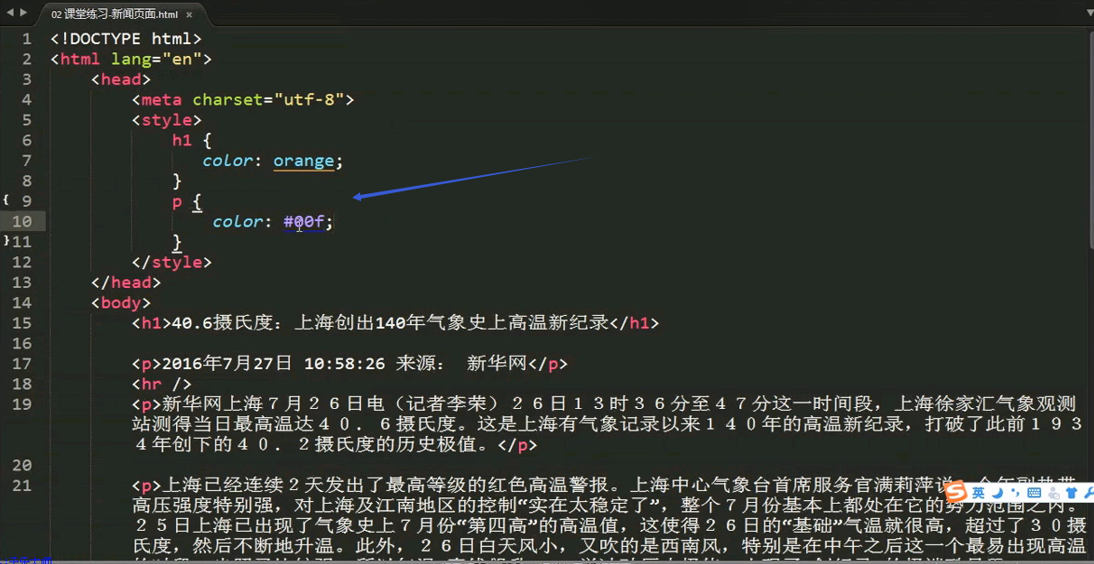 02 课堂练习-新闻页面.html ×
1 <!DOCTYPE html>
2 <html lang="en">
3 <head>
4 <meta charset="utf-8">
5 <style>
6 h1 {
7 color: orange;
8 }
{ 9 p {
10 color: #00f;
} 11 }
12 </style>
13 </head>
14 <body>
15 <h1>40.6摄氏度：上海创出140年气象史上高温新纪录</h1>
16
17 <p>2016年7月27日 10:58:26 来源： 新华网</p>
18 <hr />
19 <p>新华网上海７月２６日电（记者李荣）２６日１３时３６分至４７分这一时间段，上海徐家汇气象观测
站测得当日最高温达４０．６摄氏度。这是上海有气象记录以来１４０年的高温新纪录，打破了此前１９３
４年创下的４０．２摄氏度的历史极值。</p>
20
21 <p>上海已经连续２天发出了最高等级的红色高温警报。上海中心气象台首席服务官满莉萍说，今年副热带
高压强度特别强，对上海及江南地区的控制“实在太稳定了”，整个７月份基本上都处在它的势力范围之内。
２５日上海已出现了气象史上７月份“第四高”的高温值，这使得２６日的“基础”气温就很高，超过了３０摄
氏度，然后不断地升温。此外，２６日白天风小，又吹的是西南风，特别是在中午之后这一个最易出现高温
英